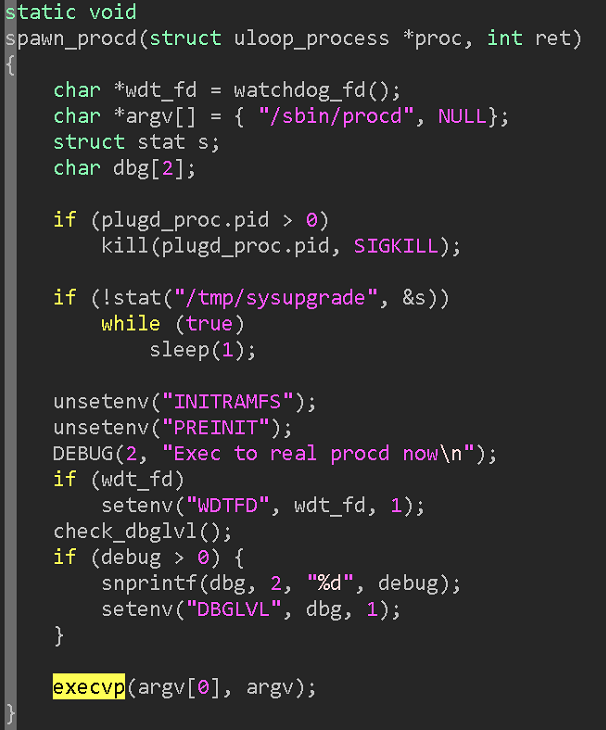 static void
spawn_procd(struct uloop_process *proc, int ret)
{
    char *wdt_fd = watchdog_fd();
    char *argv[] = { "/sbin/procd", NULL};
    struct stat s;
    char dbg[2];

    if (plugd_proc.pid > 0)
        kill(plugd_proc.pid, SIGKILL);

    if (!stat("/tmp/sysupgrade", &s))
        while (true)
            sleep(1);

    unsetenv("INITRAMFS");
    unsetenv("PREINIT");
    DEBUG(2, "Exec to real procd now\n");
    if (wdt_fd)
        setenv("WDTFD", wdt_fd, 1);
    check_dbglvl();
    if (debug > 0) {
        snprintf(dbg, 2, "%d", debug);
        setenv("DBGLVL", dbg, 1);
    }

    execvp(argv[0], argv);
}